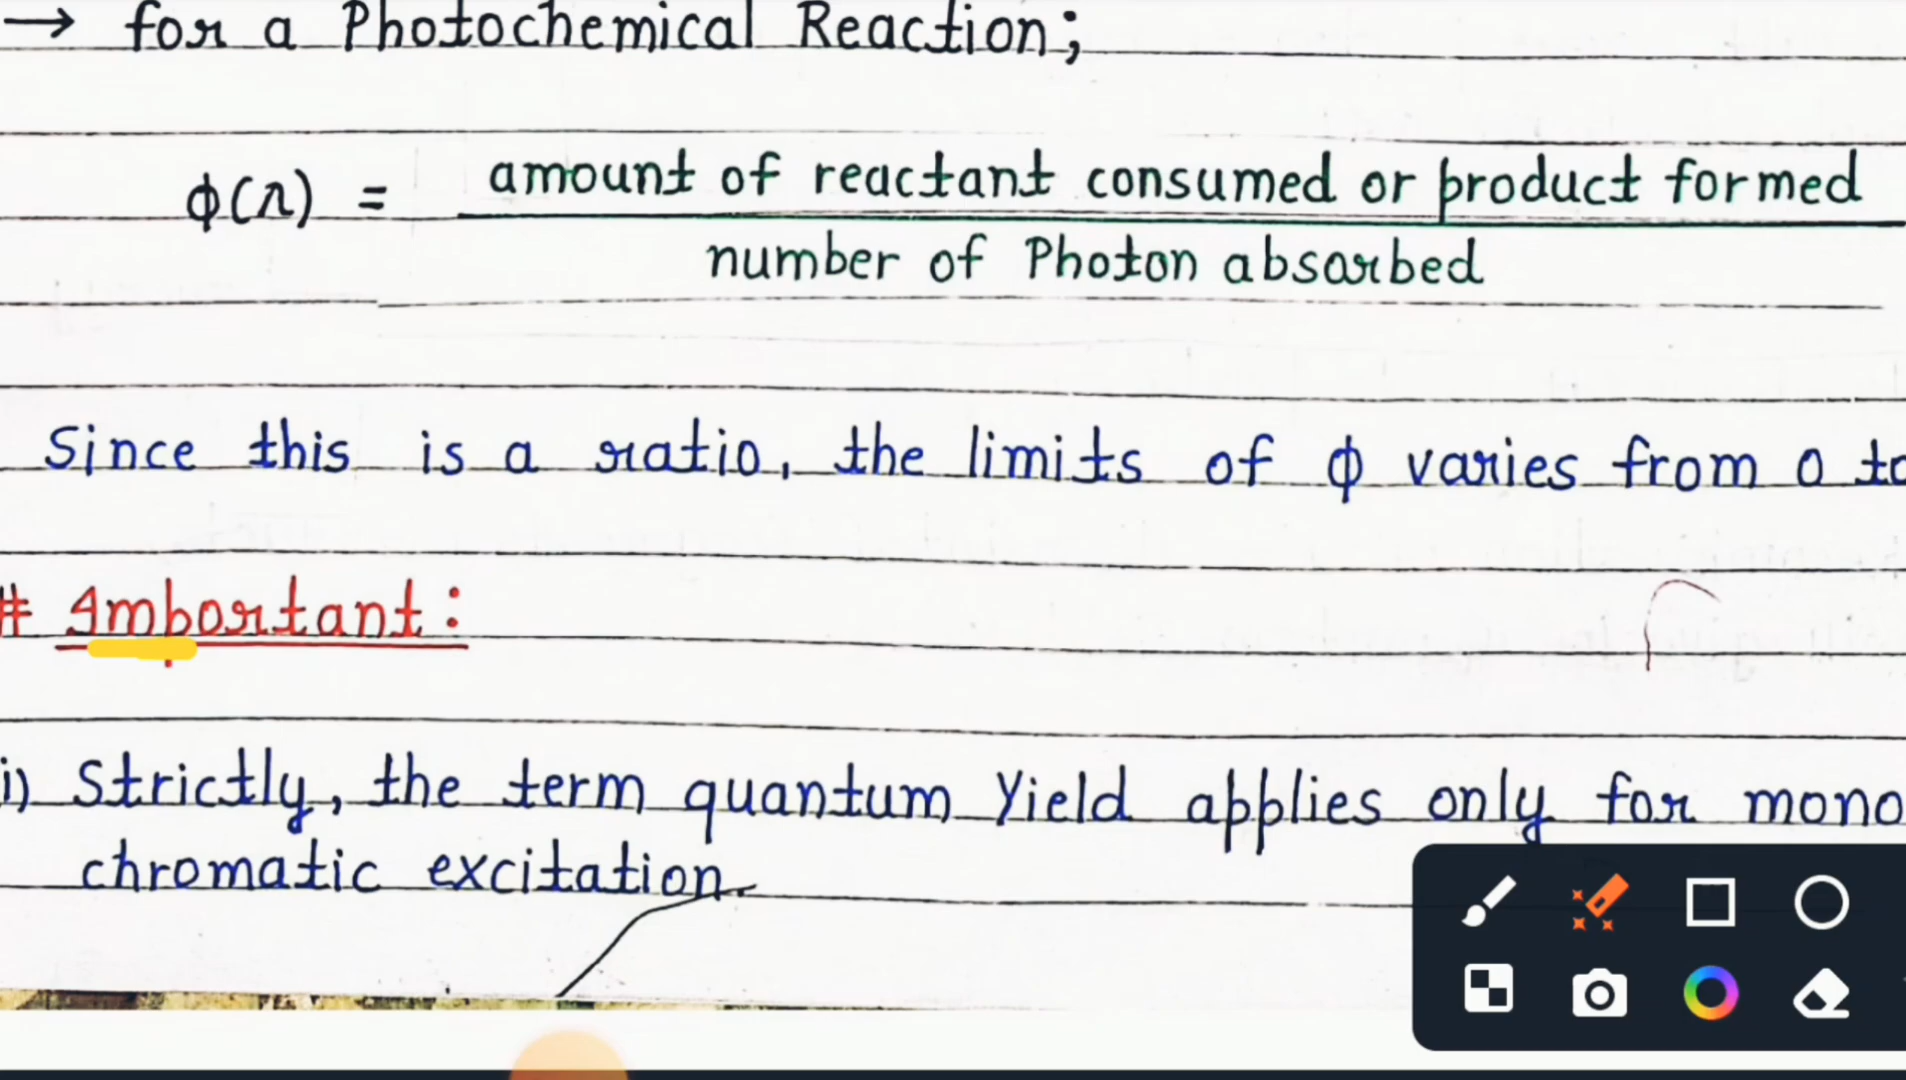 → for a Photochemical Reaction;
ϕ(λ) = amount of reactant consumed or product formed
number of Photon absorbed
Since this is a ratio, the limits of ϕ varies from 0 to
# Important:
i) Strictly, the term quantum Yield applies only for mono
chromatic excitation.